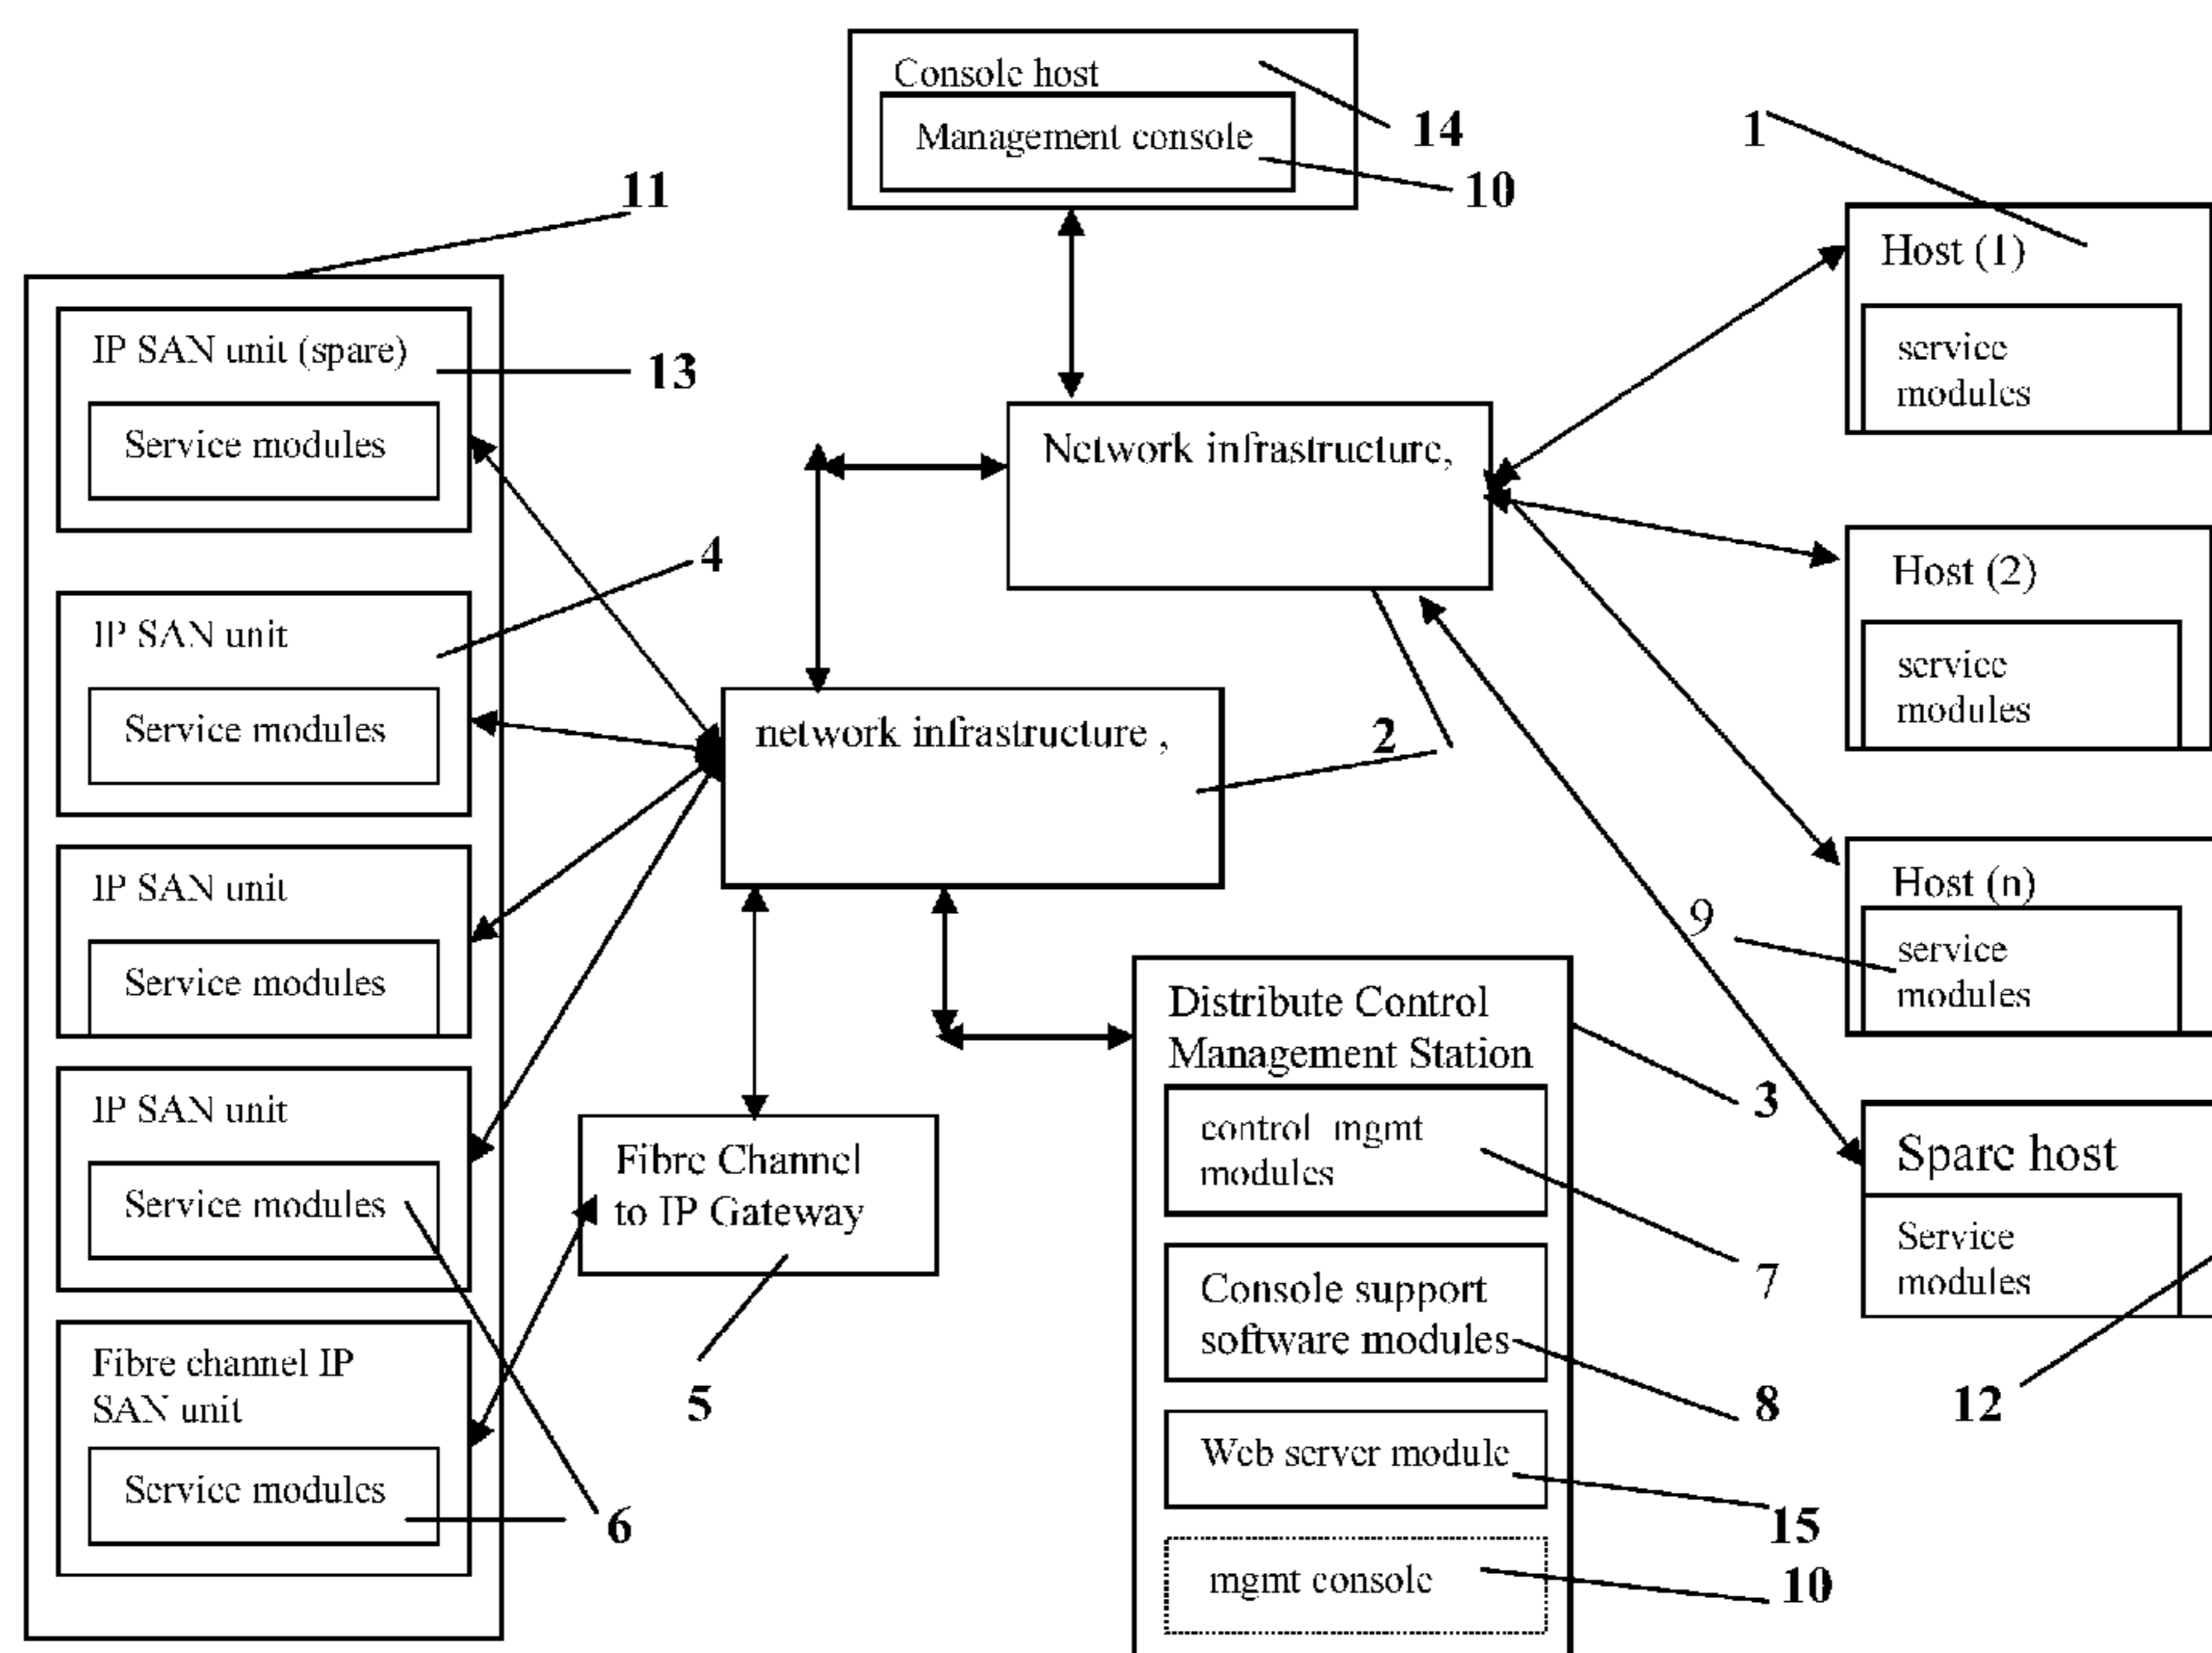 Console host
Management console
14
10
11
IP SAN unit (spare)
Service modules
13
IP SAN unit
Service modules
4
IP SAN unit
Service modules
IP SAN unit
Service modules
Fibre channel IP
SAN unit
Service modules
6
Network infrastructure,
network infrastructure ,
2
Fibre Channel
to IP Gateway
5
Distribute Control
Management Station
control mgmt
modules
Console support
software modules
Web server module
mgmt console
3
7
8
15
10
1
Host (1)
service
modules
Host (2)
service
modules
Host (n)
service
modules
9
Spare host
Service
modules
12